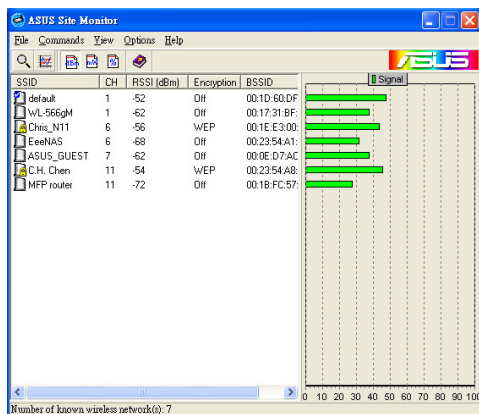 ASUS Site Monitor
File Commands View Options Help
dBm m% %
/SUS
SSID CH RSSI (dBm) Encryption BSSID Signal
default 1 -52 Off 00:1D:60:DF
WL-566gM 1 -62 Off 00:17:31:BF:
Chris_N11 6 -56 WEP 00:1E:E3:00:
EeeNAS 6 -68 Off 00:23:54:A1:
ASUS_GUEST 7 -62 Off 00:0E:D7:AC
C.H. Chen 11 -54 WEP 00:23:54:A8:
MFP router 11 -72 Off 00:1B:FC:57:
0 10 20 30 40 50 60 70 80 90 100
Number of known wireless network(s): 7